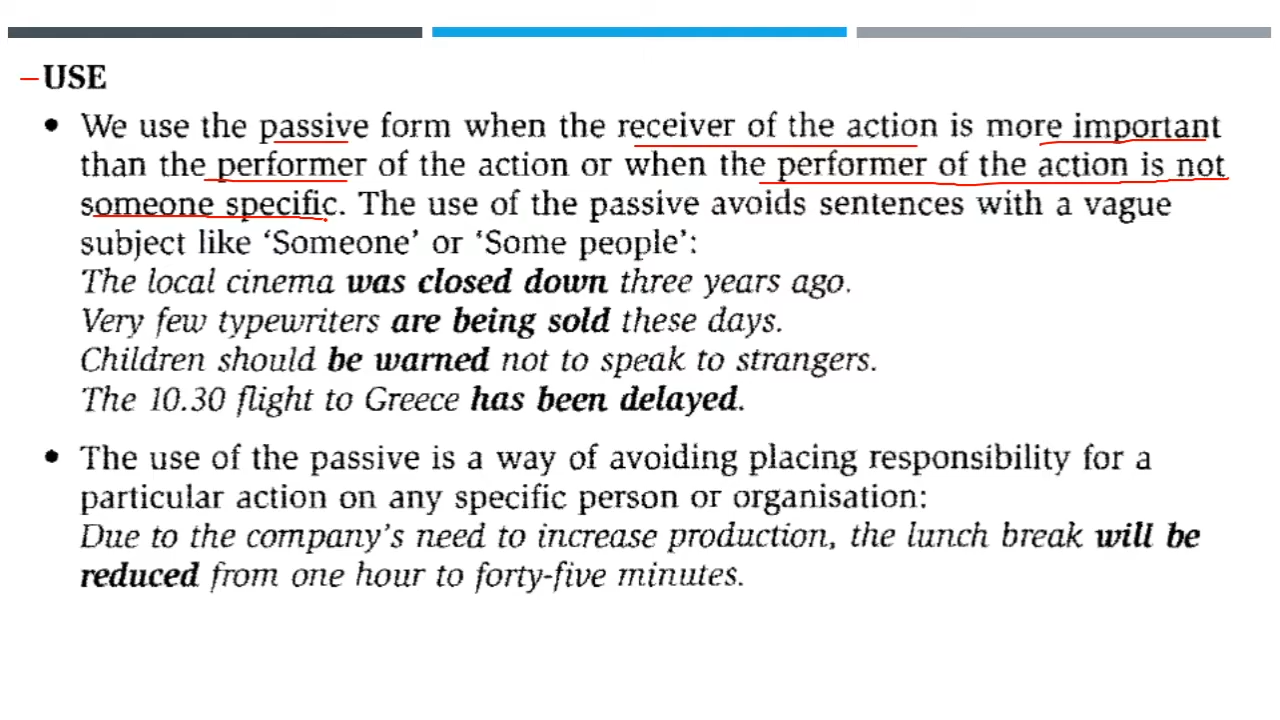 USE
• We use the passive form when the receiver of the action is more important
than the performer of the action or when the performer of the action is not
someone specific. The use of the passive avoids sentences with a vague
subject like ‘Someone’ or ‘Some people’:
The local cinema was closed down three years ago.
Very few typewriters are being sold these days.
Children should be warned not to speak to strangers.
The 10.30 flight to Greece has been delayed.
• The use of the passive is a way of avoiding placing responsibility for a
particular action on any specific person or organisation:
Due to the company’s need to increase production, the lunch break will be
reduced from one hour to forty-five minutes.